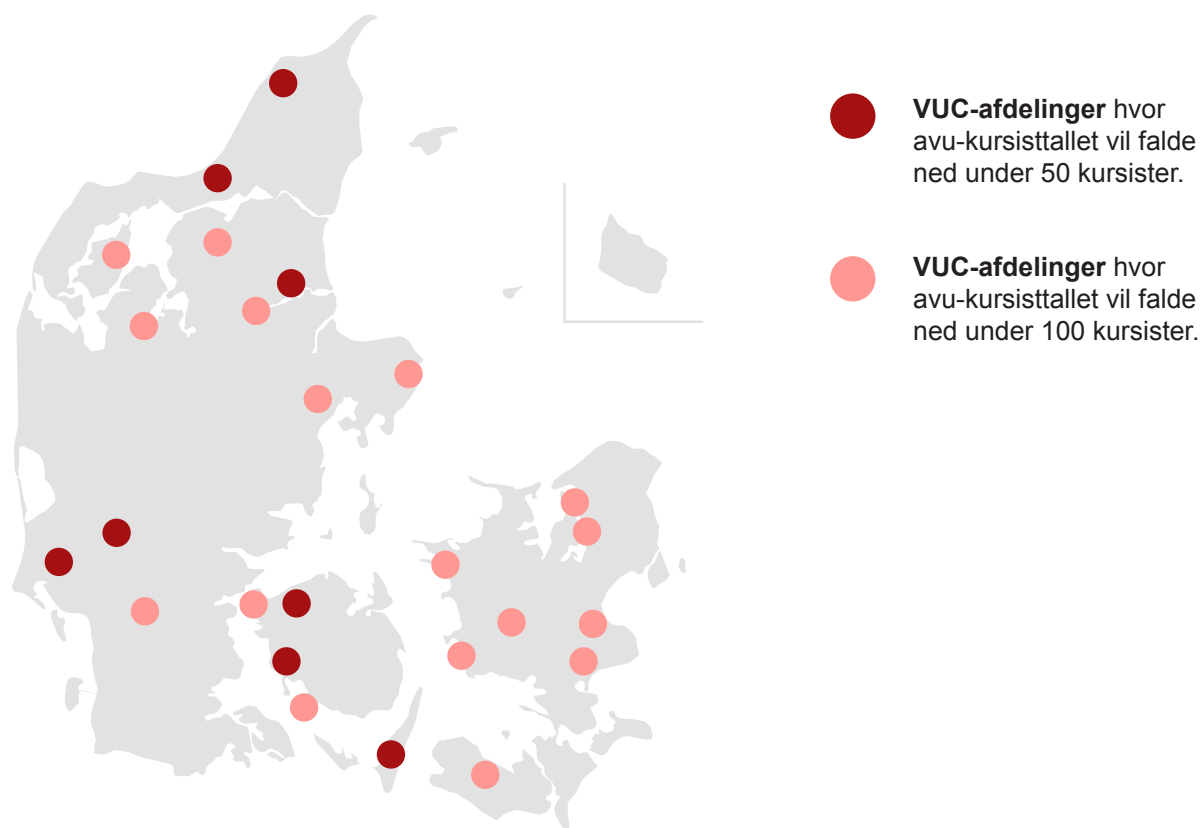 VUC-afdelinger hvor
avu-kursisttallet vil falde
ned under 50 kursister.
VUC-afdelinger hvor
avu-kursisttallet vil falde
ned under 100 kursister.